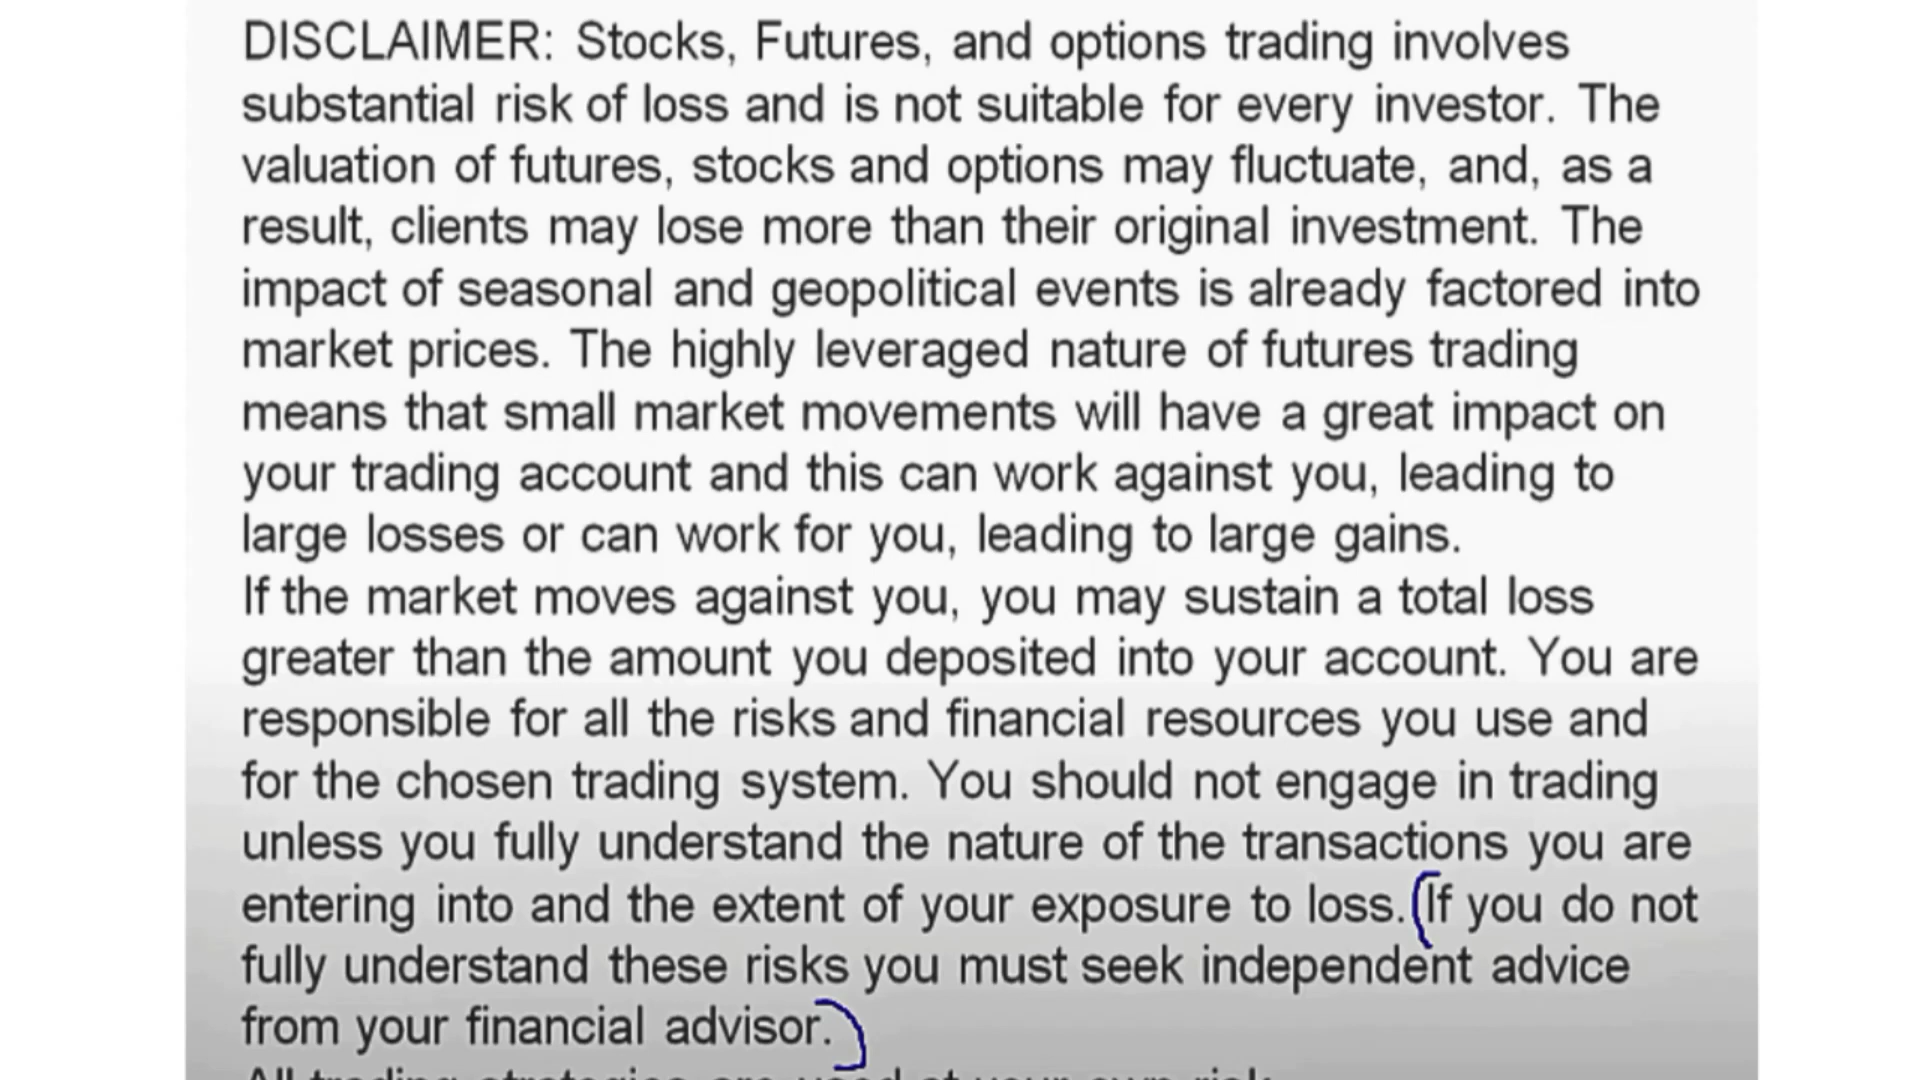 DISCLAIMER: Stocks, Futures, and options trading involves
substantial risk of loss and is not suitable for every investor. The
valuation of futures, stocks and options may fluctuate, and, as a
result, clients may lose more than their original investment. The
impact of seasonal and geopolitical events is already factored into
market prices. The highly leveraged nature of futures trading
means that small market movements will have a great impact on
your trading account and this can work against you, leading to
large losses or can work for you, leading to large gains.
If the market moves against you, you may sustain a total loss
greater than the amount you deposited into your account. You are
responsible for all the risks and financial resources you use and
for the chosen trading system. You should not engage in trading
unless you fully understand the nature of the transactions you are
entering into and the extent of your exposure to loss. (If you do not
fully understand these risks you must seek independent advice
from your financial advisor.)
All trading strategies are used at your own risk